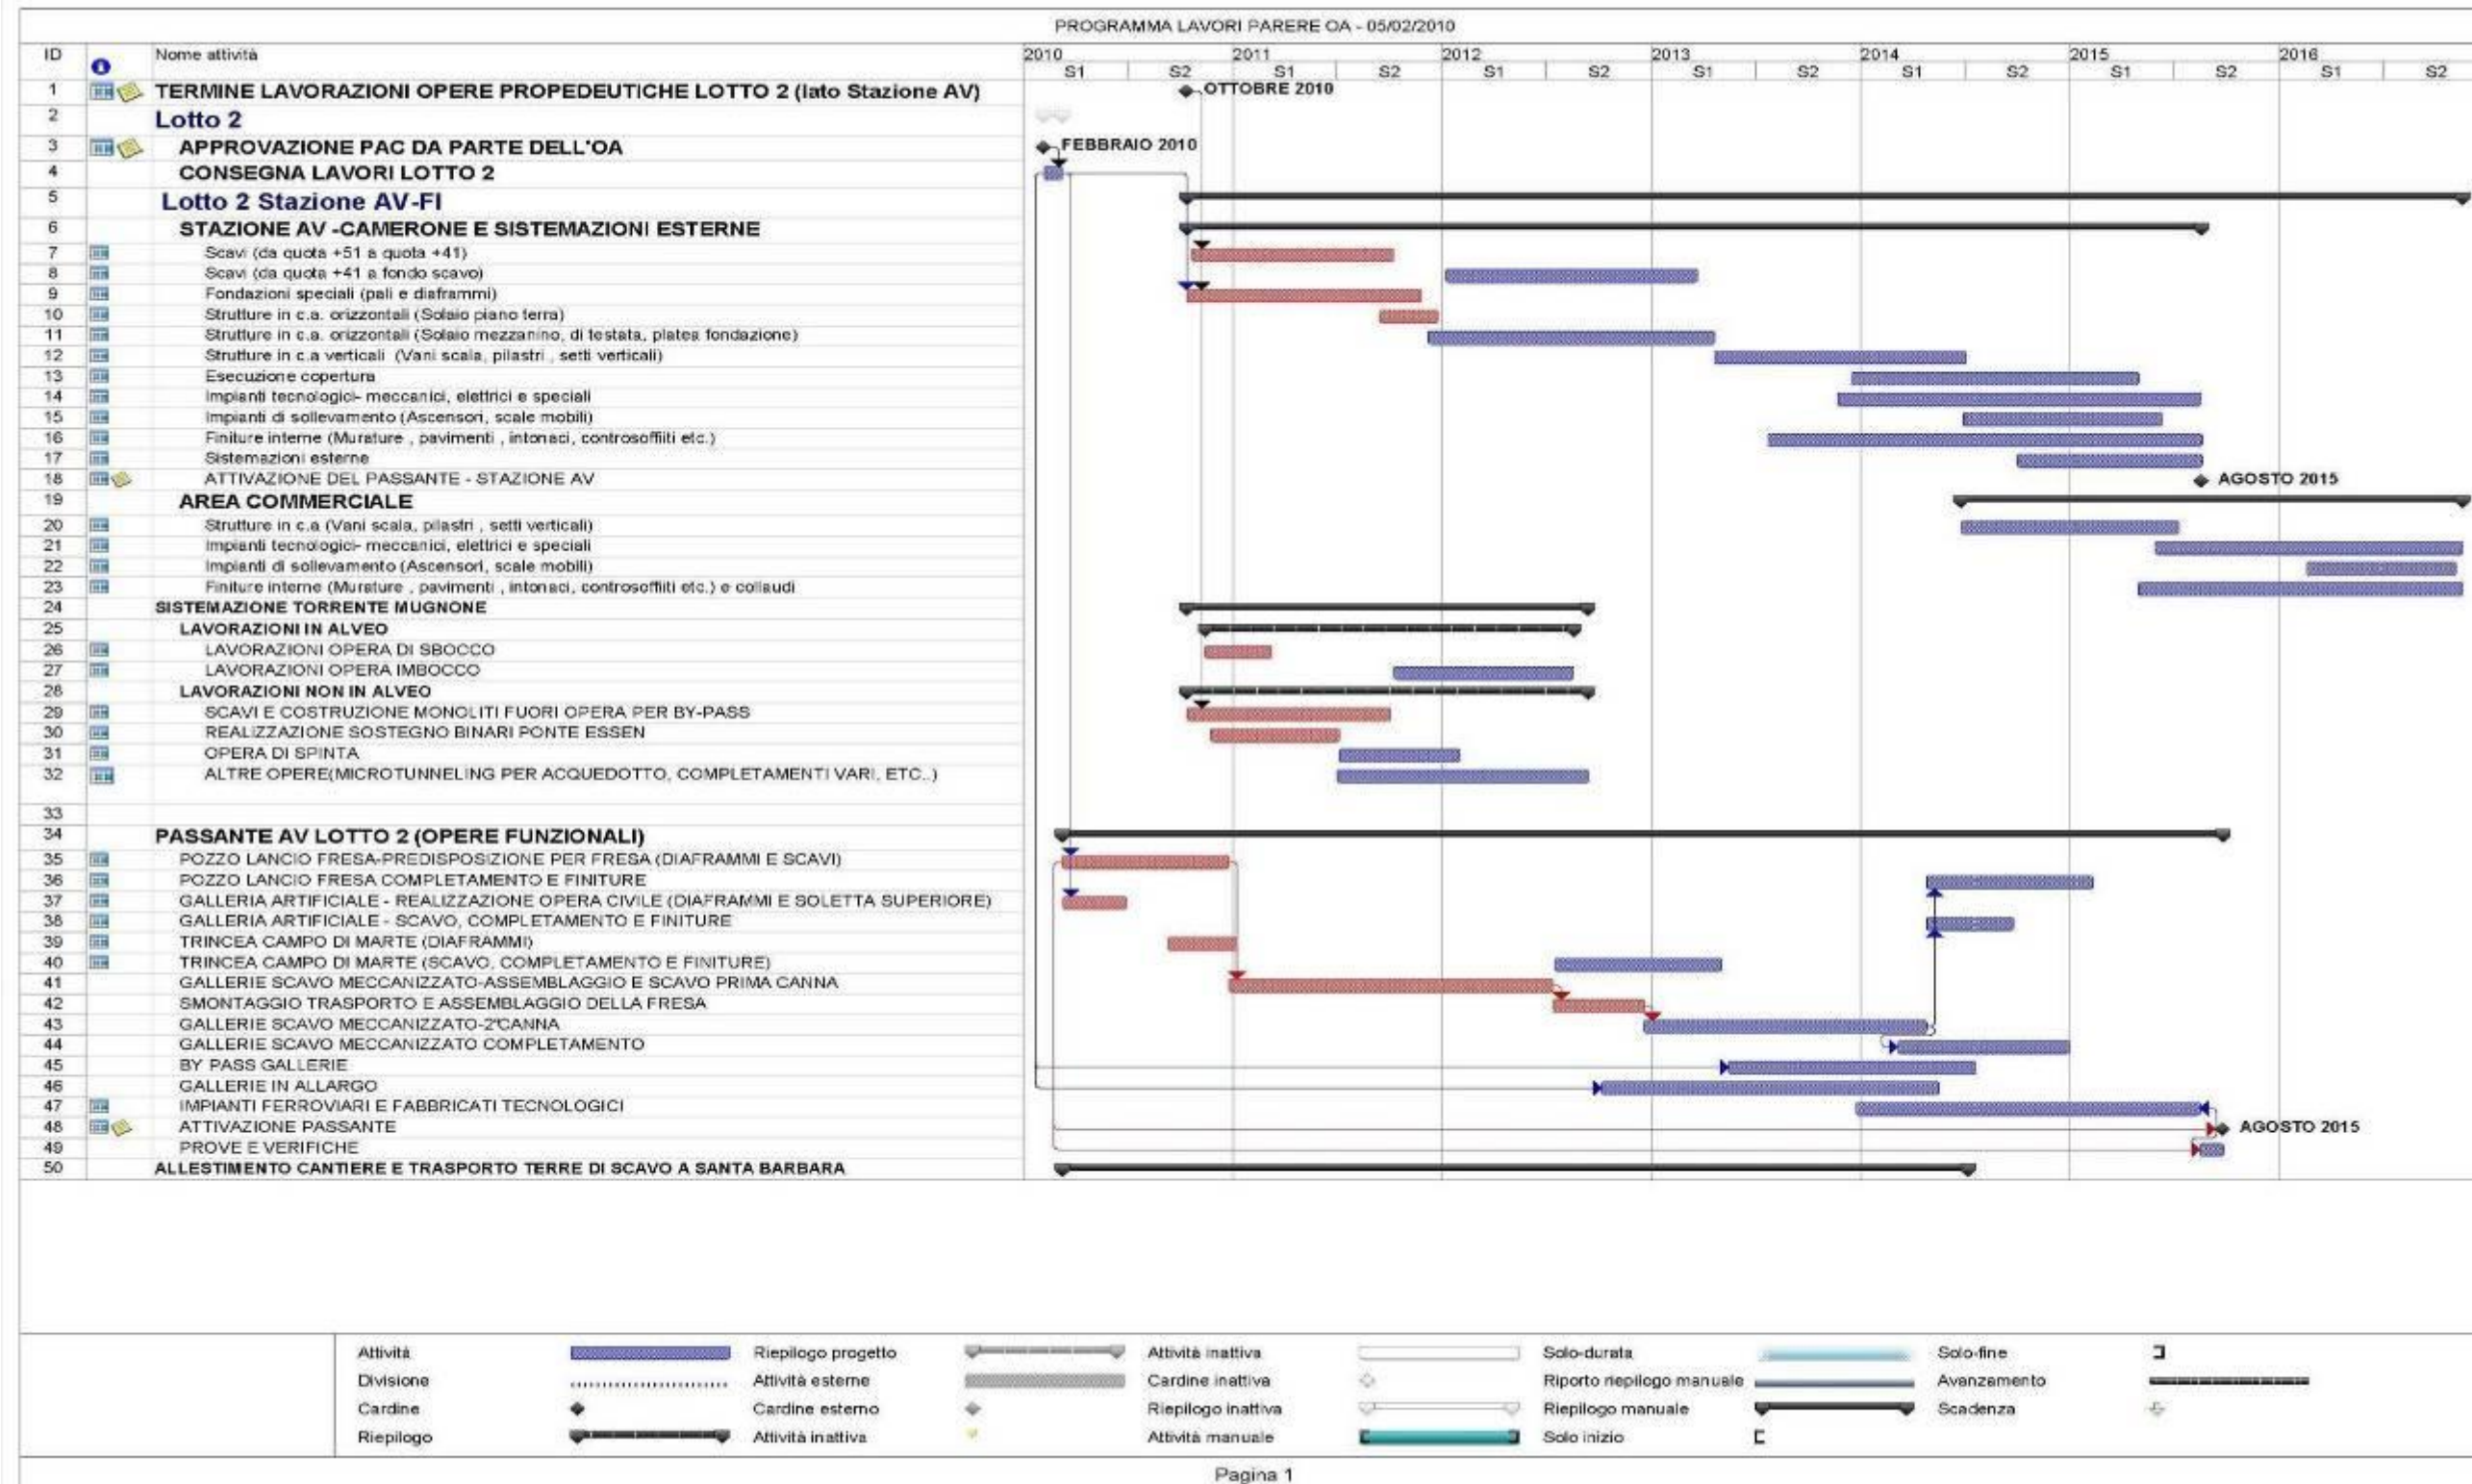 PROGRAMMA LAVORI PARERE OA - 05/02/2010
ID Nome attività 2010 2011 2012 2013 2014 2015 2016
S1 S2 S1 S2 S1 S2 S1 S2 S1 S2 S1 S2 S1 S2
1 TERMINE LAVORAZIONI OPERE PROPEDEUTICHE LOTTO 2 (lato Stazione AV) OTTOBRE 2010
2 Lotto 2
3 APPROVAZIONE PAC DA PARTE DELL'OA FEBBRAIO 2010
4 CONSEGNA LAVORI LOTTO 2
5 Lotto 2 Stazione AV-FI
6 STAZIONE AV -CAMERONE E SISTEMAZIONI ESTERNE
7 Scavi (da quota +51 a quota +41)
8 Scavi (da quota +41 a fondo scavo)
9 Fondazioni speciali (pali e diaframmi)
10 Strutture in c.a. orizzontali (Solaio piano terra)
11 Strutture in c.a. orizzontali (Solaio mezzanino, di testata, platea fondazione)
12 Strutture in c.a verticali (Vani scala, pilastri , setti verticali)
13 Esecuzione copertura
14 Impianti tecnologici- meccanici, elettrici e speciali
15 Impianti di sollevamento (Ascensori, scale mobili)
16 Finiture interne (Murature , pavimenti , intonaci, controsoffiti etc.)
17 Sistemazioni esterne
18 ATTIVAZIONE DEL PASSANTE - STAZIONE AV AGOSTO 2015
19 AREA COMMERCIALE
20 Strutture in c.a (Vani scala, pilastri , setti verticali)
21 Impianti tecnologici- meccanici, elettrici e speciali
22 Impianti di sollevamento (Ascensori, scale mobili)
23 Finiture interne (Murature , pavimenti , intonaci, controsoffiti etc.) e collaudi
24 SISTEMAZIONE TORRENTE MUGNONE
25 LAVORAZIONI IN ALVEO
26 LAVORAZIONI OPERA DI SBOCCO
27 LAVORAZIONI OPERA IMBOCCO
28 LAVORAZIONI NON IN ALVEO
29 SCAVI E COSTRUZIONE MONOLITI FUORI OPERA PER BY-PASS
30 REALIZZAZIONE SOSTEGNO BINARI PONTE ESSEN
31 OPERA DI SPINTA
32 ALTRE OPERE(MICROTUNNELING PER ACQUEDOTTO, COMPLETAMENTI VARI, ETC..)
33
34 PASSANTE AV LOTTO 2 (OPERE FUNZIONALI)
35 POZZO LANCIO FRESA-PREDISPOSIZIONE PER FRESA (DIAFRAMMI E SCAVI)
36 POZZO LANCIO FRESA COMPLETAMENTO E FINITURE
37 GALLERIA ARTIFICIALE - REALIZZAZIONE OPERA CIVILE (DIAFRAMMI E SOLETTA SUPERIORE)
38 GALLERIA ARTIFICIALE - SCAVO, COMPLETAMENTO E FINITURE
39 TRINCEA CAMPO DI MARTE (DIAFRAMMI)
40 TRINCEA CAMPO DI MARTE (SCAVO, COMPLETAMENTO E FINITURE)
41 GALLERIE SCAVO MECCANIZZATO-ASSEMBLAGGIO E SCAVO PRIMA CANNA
42 SMONTAGGIO TRASPORTO E ASSEMBLAGGIO DELLA FRESA
43 GALLERIE SCAVO MECCANIZZATO-2°CANNA
44 GALLERIE SCAVO MECCANIZZATO COMPLETAMENTO
45 BY PASS GALLERIE
46 GALLERIE IN ALLARGO
47 IMPIANTI FERROVIARI E FABBRICATI TECNOLOGICI
48 ATTIVAZIONE PASSANTE AGOSTO 2015
49 PROVE E VERIFICHE
50 ALLESTIMENTO CANTIERE E TRASPORTO TERRE DI SCAVO A SANTA BARBARA
Attività Riepilogo progetto Attività inattiva Solo-durata Solo-fine
Divisione Attività esterne Cardine inattiva Riporto riepilogo manuale Avanzamento
Cardine Cardine esterno Riepilogo inattiva Riepilogo manuale Scadenza
Riepilogo Attività inattiva Attività manuale Solo inizio
Pagina 1